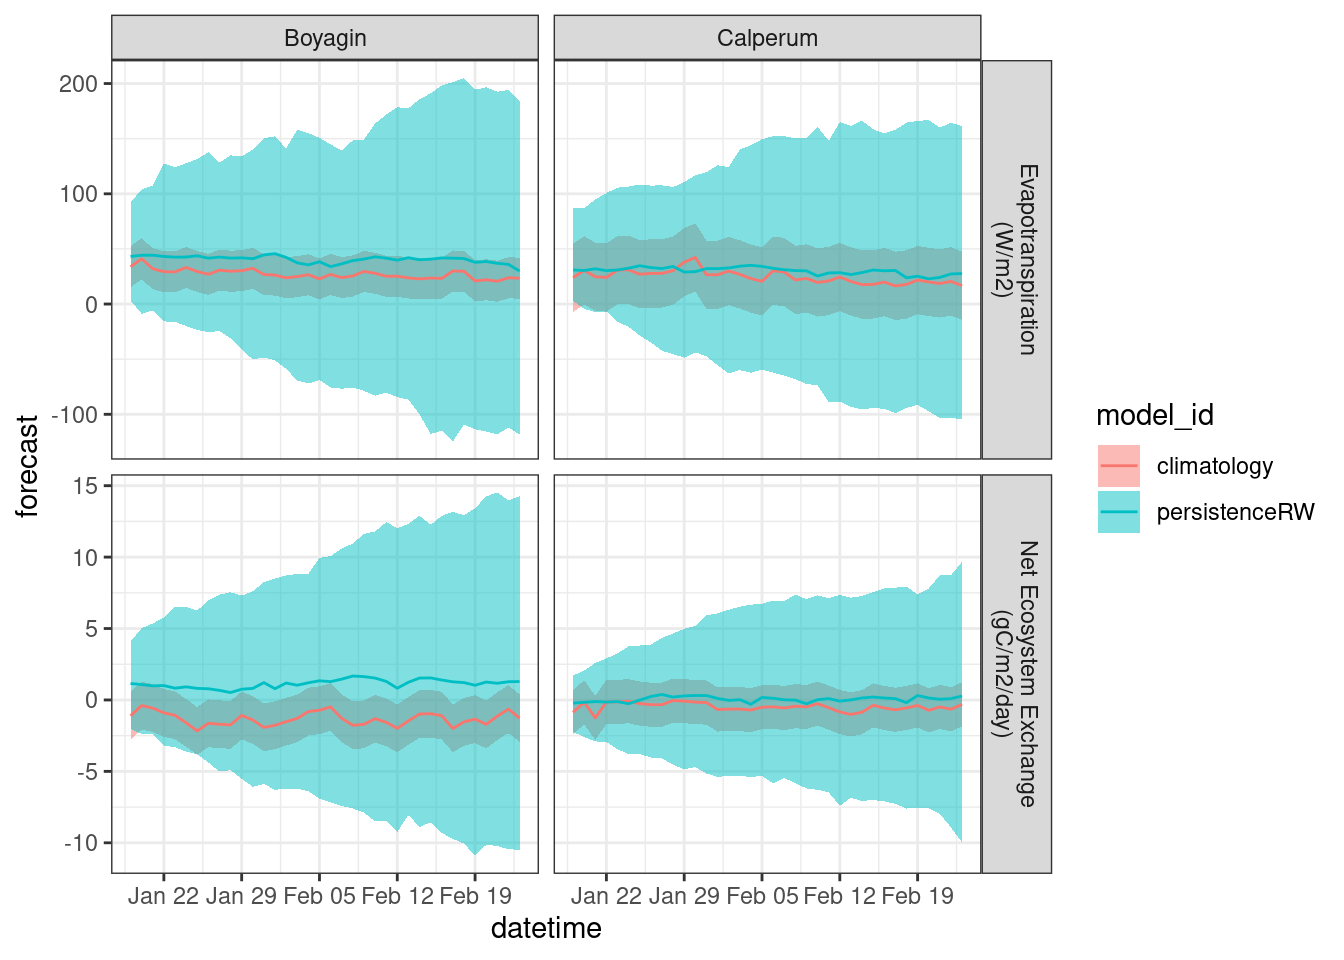 Boyagin
Calperum
200
100
0
-100
Evapotranspiration
(W/m2)
forecast
15
10
5
0
-5
-10
Net Ecosystem Exchange
(gC/m2/day)
Jan 22 Jan 29 Feb 05 Feb 12 Feb 19
Jan 22 Jan 29 Feb 05 Feb 12 Feb 19
datetime
model_id
climatology
persistenceRW